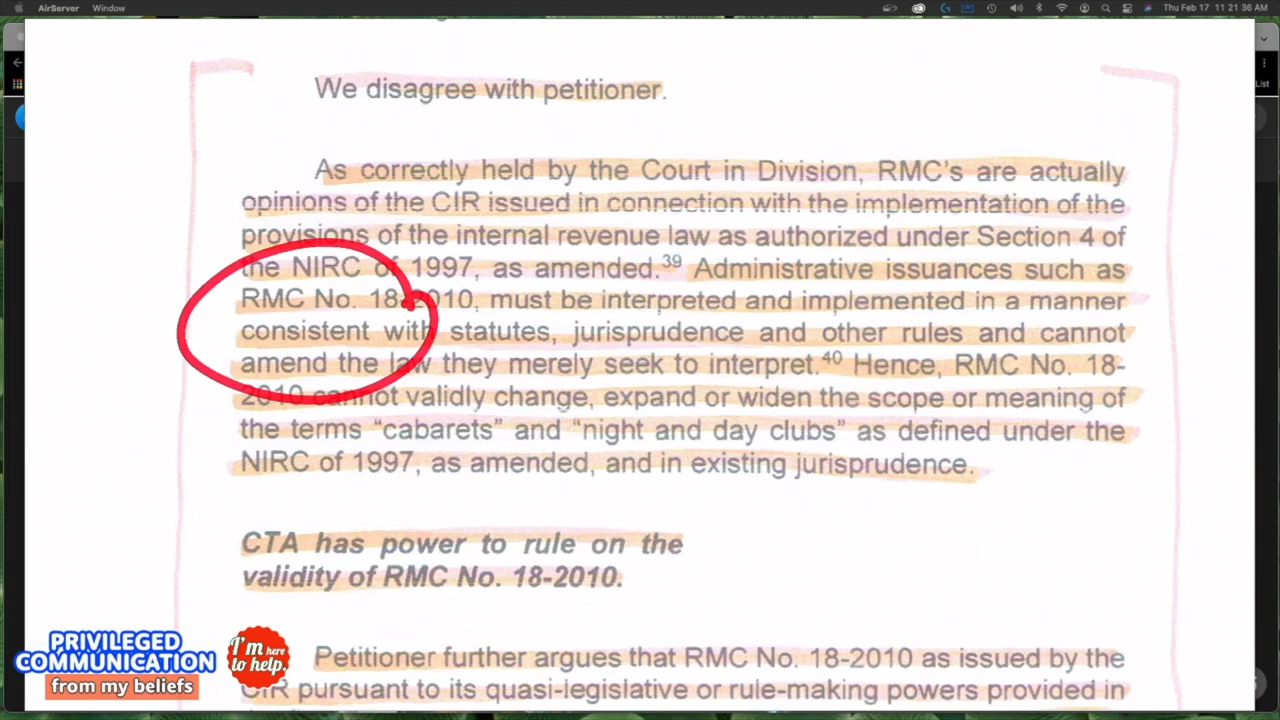 AirServer Window Thu Feb 17 11 21 36 AM
List
We disagree with petitioner.
As correctly held by the Court in Division, RMC's are actually
opinions of the CIR issued in connection with the implementation of the
provisions of the internal revenue law as authorized under Section 4 of
the NIRC of 1997, as amended.39 Administrative issuances such as
RMC No. 18-2010, must be interpreted and implemented in a manner
consistent with statutes, jurisprudence and other rules and cannot
amend the law they merely seek to interpret.40 Hence, RMC No. 18-
2010 cannot validly change, expand or widen the scope or meaning of
the terms “cabarets” and “night and day clubs” as defined under the
NIRC of 1997, as amended, and in existing jurisprudence.
CTA has power to rule on the
validity of RMC No. 18-2010.
Petitioner further argues that RMC No. 18-2010 as issued by the
CIR pursuant to its quasi-legislative or rule-making powers provided in
PRIVILEGED
COMMUNICATION
from my beliefs
I'm here
to help.